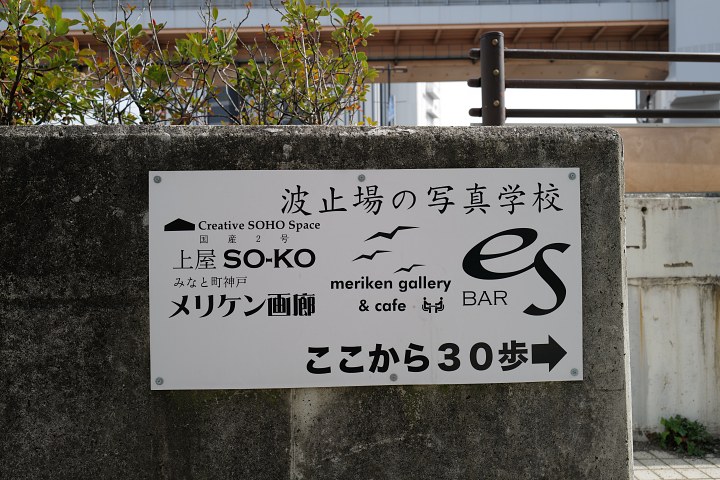 波止場の写真学校
Creative SOHO Space
国産2号
上屋 SO-KO
みなと町神戸
メリケン画廊
meriken gallery
& cafe
BAR es
ここから30歩➡